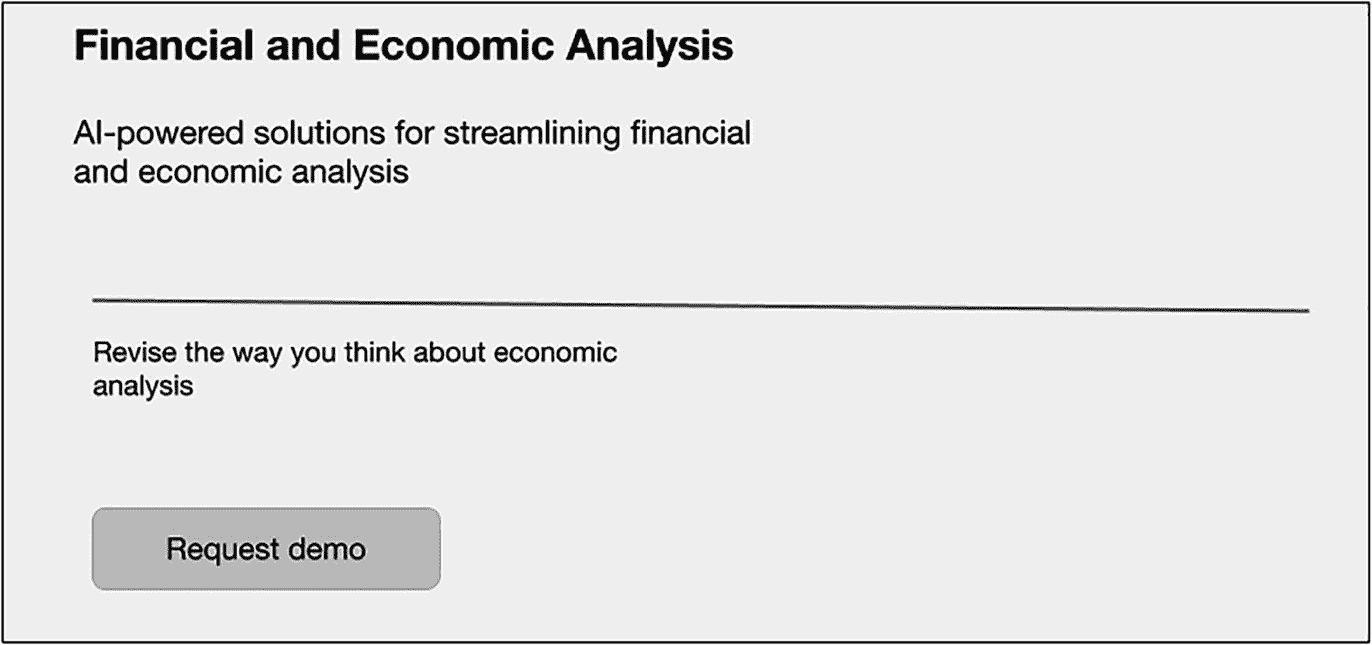 Financial and Economic Analysis
AI-powered solutions for streamlining financial
and economic analysis
Revise the way you think about economic
analysis
Request demo